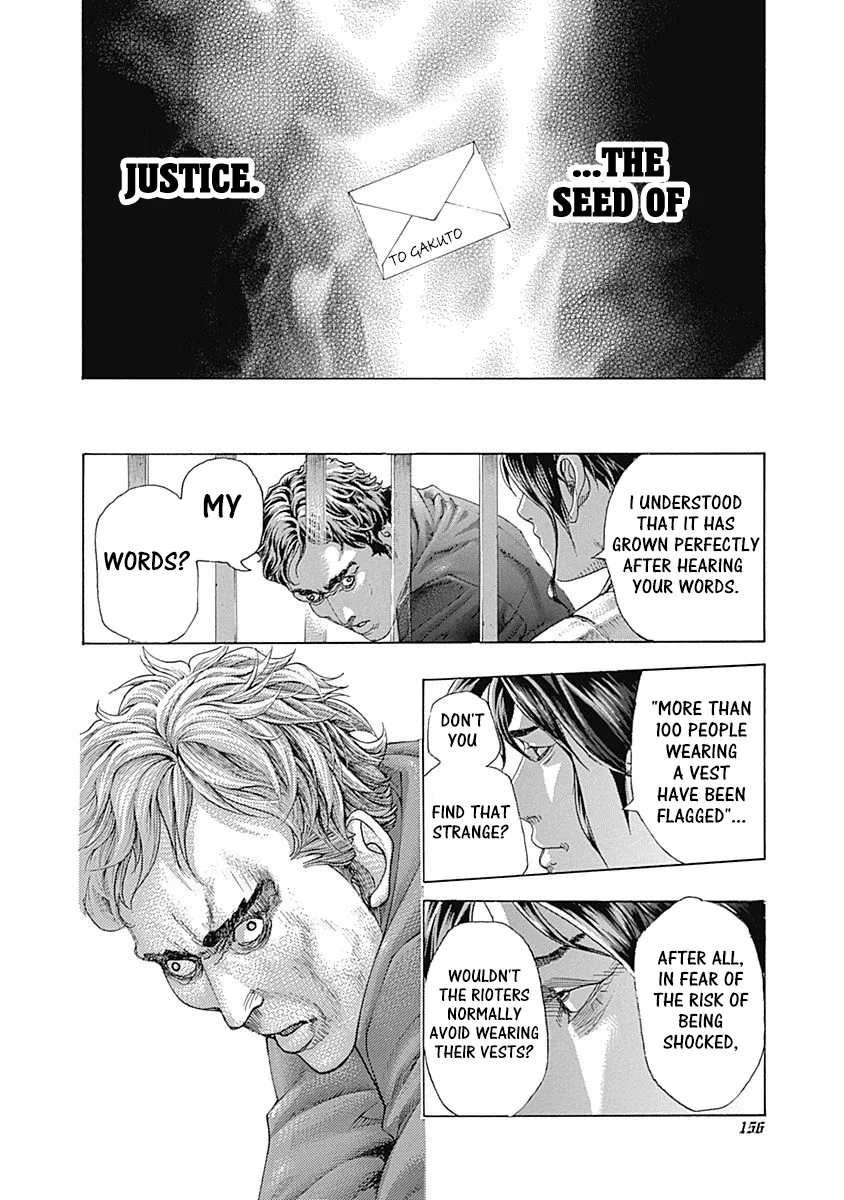 ...THE
SEED OF
JUSTICE.
TO GAKUTO
I UNDERSTOOD
THAT IT HAS
GROWN PERFECTLY
AFTER HEARING
YOUR WORDS.
MY
WORDS?
"MORE THAN
100 PEOPLE
WEARING
A VEST
HAVE BEEN
FLAGGED"...
DON'T
YOU
FIND THAT
STRANGE?
AFTER ALL,
IN FEAR OF
THE RISK OF
BEING
SHOCKED,
WOULDN'T
THE RIOTERS
NORMALLY
AVOID WEARING
THEIR VESTS?
156